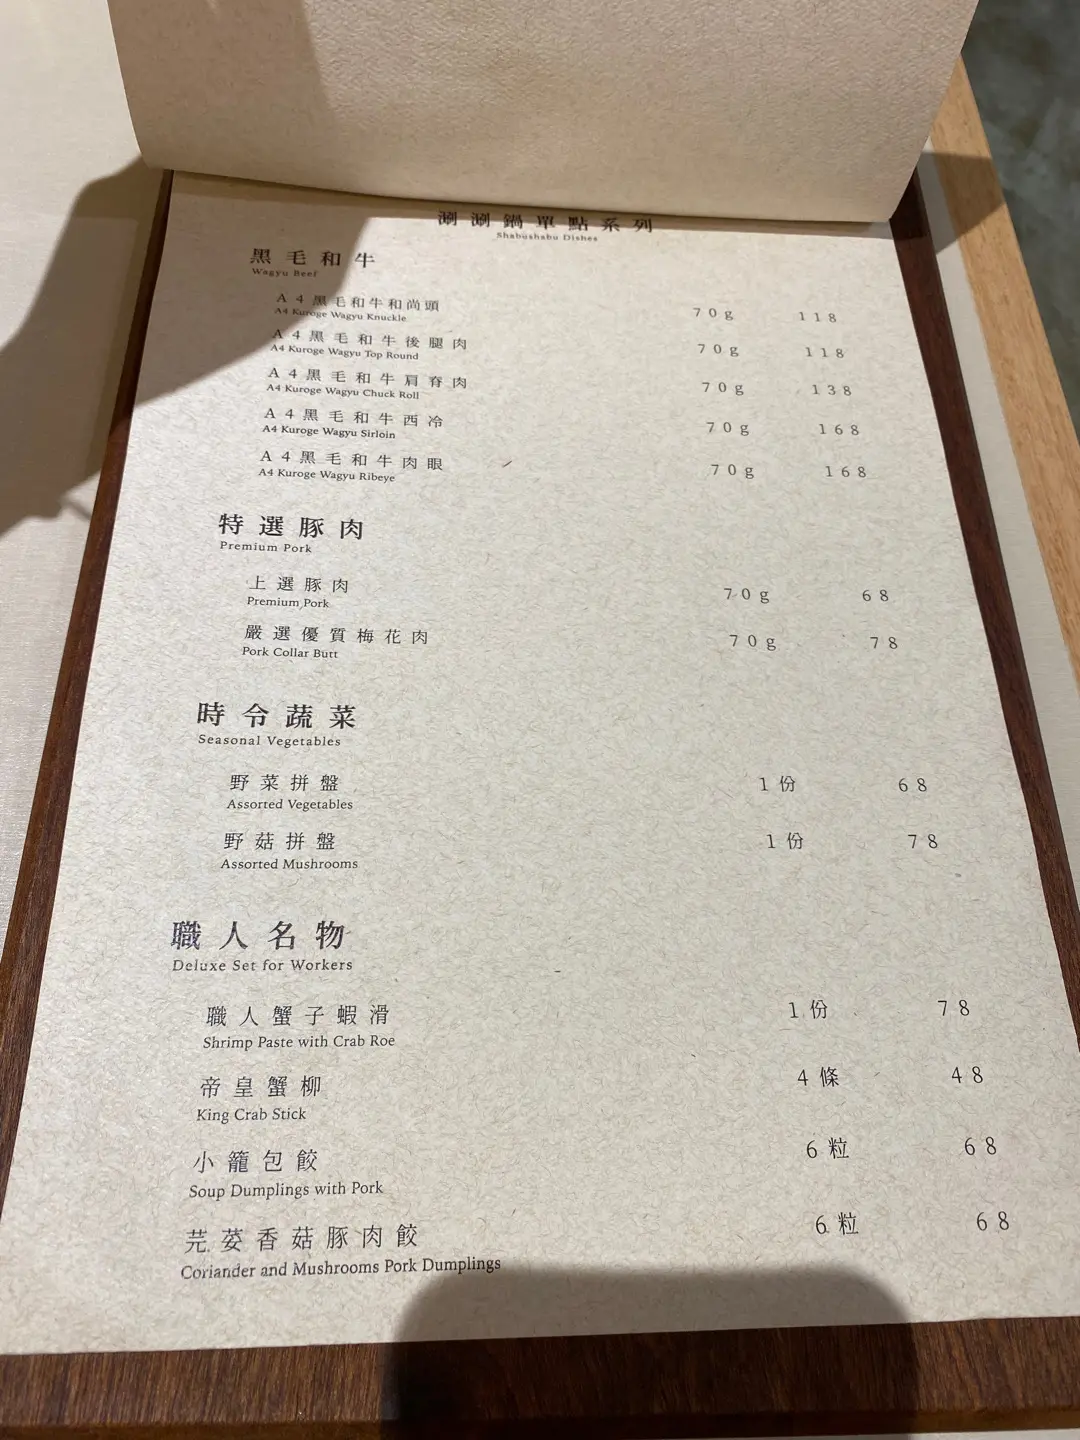 涮涮鍋單點系列
Shabushabu Dishes
黑毛和牛
Wagyu Beef
A4黑毛和牛和尚頭 70g 118
A4 Kuroge Wagyu Knuckle
A4黑毛和牛後腿肉 70g 118
A4 Kuroge Wagyu Top Round
A4黑毛和牛肩脊肉 70g 138
A4 Kuroge Wagyu Chuck Roll
A4黑毛和牛西冷 70g 168
A4 Kuroge Wagyu Sirloin
A4黑毛和牛肉眼 70g 168
A4 Kuroge Wagyu Ribeye
特選豚肉
Premium Pork
上選豚肉 70g 68
Premium Pork
嚴選優質梅花肉 70g 78
Pork Collar Butt
時令蔬菜
Seasonal Vegetables
野菜拼盤 1份 68
Assorted Vegetables
野菇拼盤 1份 78
Assorted Mushrooms
職人名物
Deluxe Set for Workers
職人蟹子蝦滑 1份 78
Shrimp Paste with Crab Roe
帝皇蟹柳 4條 48
King Crab Stick
小籠包餃 6粒 68
Soup Dumplings with Pork
芫荽香菇豚肉餃 6粒 68
Coriander and Mushrooms Pork Dumplings